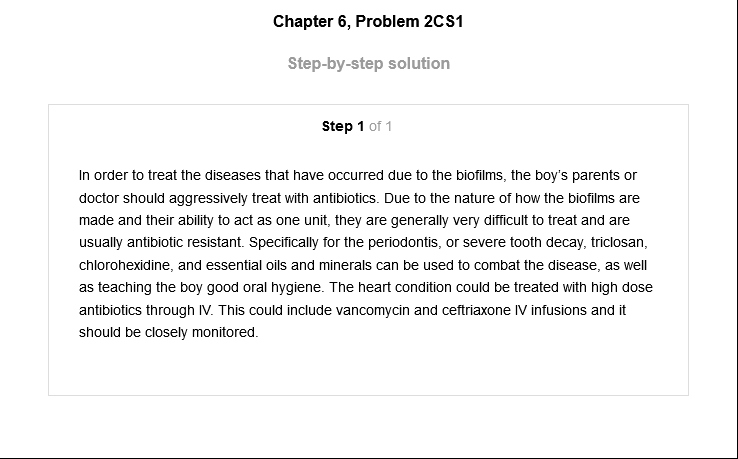 Chapter 6, Problem 2CS1
Step-by-step solution
Step 1 of 1
In order to treat the diseases that have occurred due to the biofilms, the boy's parents or
doctor should aggressively treat with antibiotics. Due to the nature of how the biofilms are
made and their ability to act as one unit, they are generally very difficult to treat and are
usually antibiotic resistant. Specifically for the periodontis, or severe tooth decay, triclosan,
chlorohexidine, and essential oils and minerals can be used to combat the disease, as well
as teaching the boy good oral hygiene. The heart condition could be treated with high dose
antibiotics through IV. This could include vancomycin and ceftriaxone IV infusions and it
should be closely monitored.